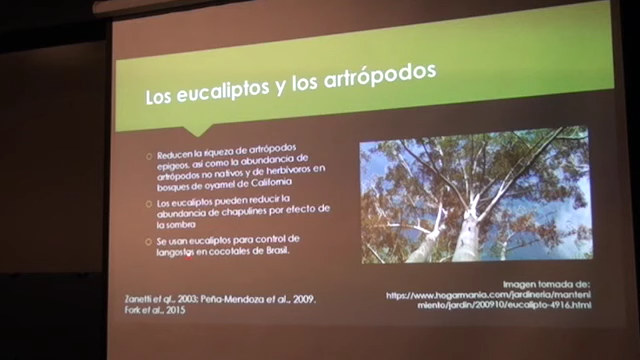 Los eucaliptos y los artrópodos
Reducen la riqueza de artrópodos
epígeos, así como la abundancia de
artrópodos no nativos y de herbívoros en
bosques de oyamel de California
Los eucaliptos pueden reducir la
abundancia de chapulines por efecto de
la sombra
Se usan eucaliptos para control de
langostas en cocotales de Brasil.
Zanetti et al., 2003; Peña-Mendoza et al., 2009.
Fork et al., 2015
Imagen tomada de:
https://www.hogarmania.com/jardineria/manteni
miento/jardin/200910/eucalipto-4916.html